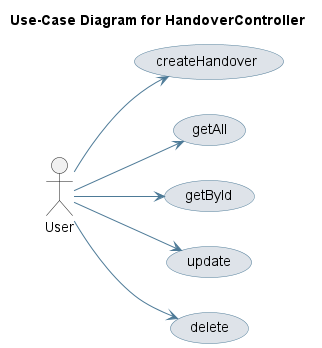 Use-Case Diagram for HandoverController
createHandover
getAll
getById
User
update
delete